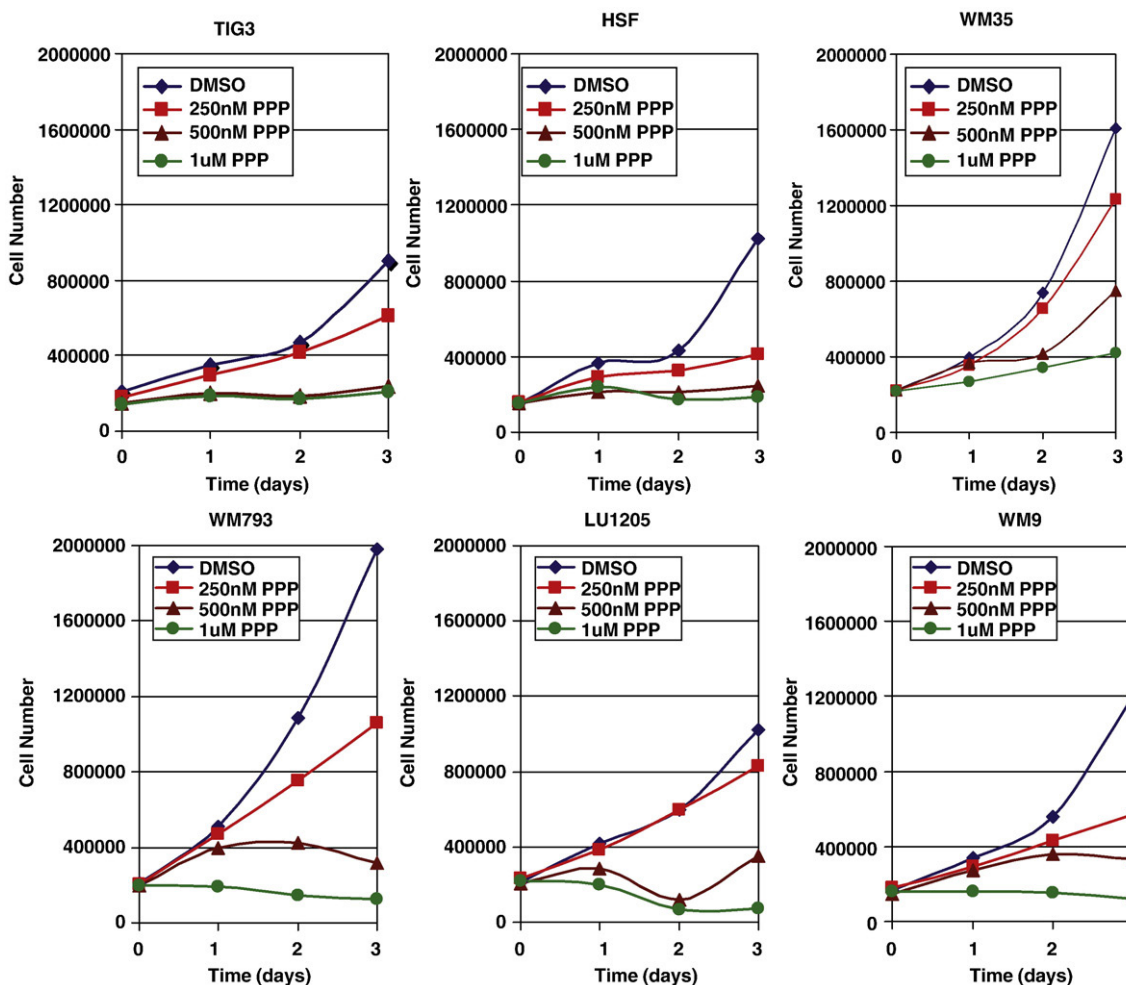 TIG3
2000000
1600000
1200000
800000
400000
0
Cell Number
DMSO
250nM PPP
500nM PPP
1uM PPP
0 1 2 3
Time (days)
HSF
2000000
1600000
1200000
800000
400000
0
Cell Number
DMSO
250nM PPP
500nM PPP
1uM PPP
0 1 2 3
Time (days)
WM35
2000000
1600000
1200000
800000
400000
0
Cell Number
DMSO
250nM PPP
500nM PPP
1uM PPP
0 1 2 3
Time (days)
WM793
2000000
1600000
1200000
800000
400000
0
Cell Number
DMSO
250nM PPP
500nM PPP
1uM PPP
0 1 2 3
Time (days)
LU1205
2000000
1600000
1200000
800000
400000
0
Cell Number
DMSO
250nM PPP
500nM PPP
1uM PPP
0 1 2 3
Time (days)
WM9
2000000
1600000
1200000
800000
400000
0
Cell Number
DMSO
250nM PPP
500nM PPP
1uM PPP
0 1 2
Time (days)